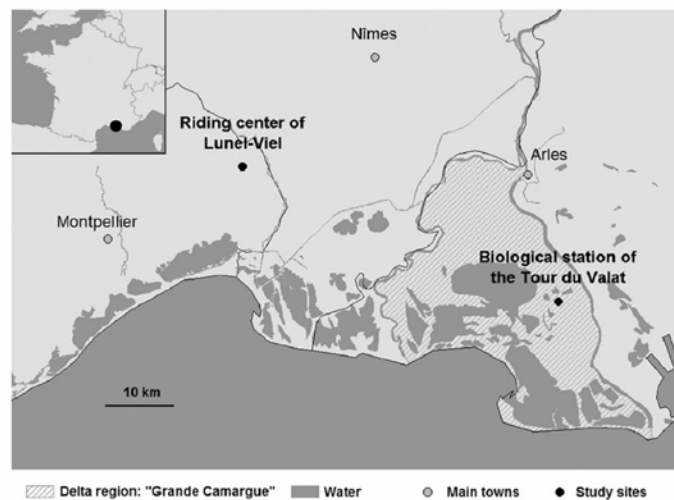 Nîmes
Riding center of
Lunel-Viel
Arles
Montpellier
Biological station of
the Tour du Valat
10 km
Delta region: "Grande Camargue"
Water
Main towns
Study sites